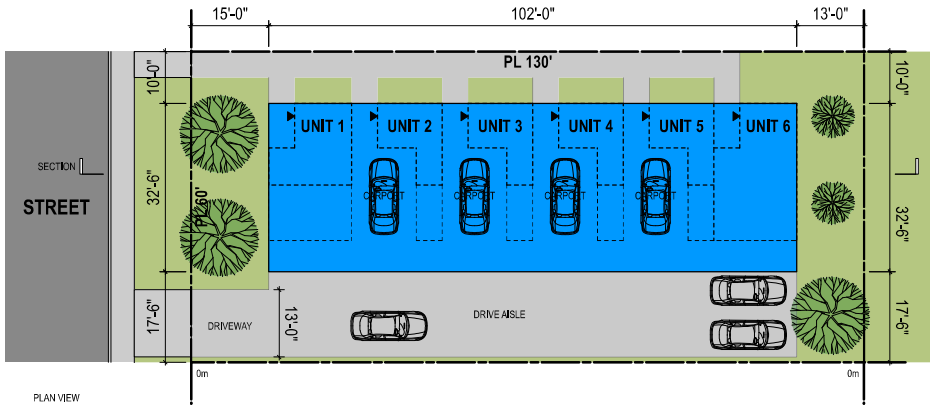 15'-0"
102'-0"
13'-0"
PL 130'
10'-0"
10'-0"
UNIT 1
UNIT 2
UNIT 3
UNIT 4
UNIT 5
UNIT 6
SECTION
STREET
PL 60'
32'-6"
32'-6"
CARPORT
CARPORT
CARPORT
CARPORT
17'-6"
13'-0"
17'-6"
DRIVEWAY
DRIVE AISLE
0m
0m
PLAN VIEW